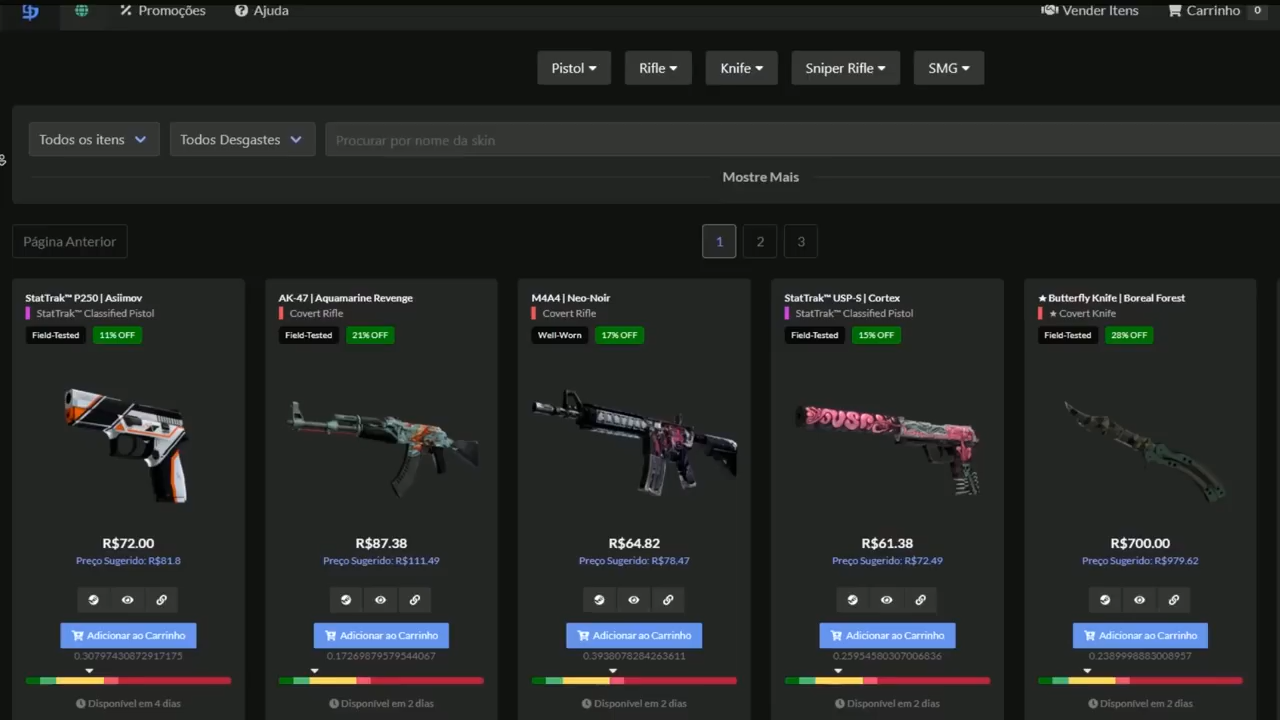 Promoções Ajuda Vender Itens Carrinho 0
Pistol Rifle Knife Sniper Rifle SMG
Todos os itens Todos Desgastes Procurar por nome da skin
Mostre Mais
Página Anterior 1 2 3
StatTrak™ P250 | Asiimov
StatTrak™ Classified Pistol
Field-Tested 11% OFF
R$72.00
Preço Sugerido: R$81.8
Adicionar ao Carrinho
0.307974308729171​75
Disponível em 4 dias
AK-47 | Aquamarine Revenge
Covert Rifle
Field-Tested 21% OFF
R$87.38
Preço Sugerido: R$111.49
Adicionar ao Carrinho
0.17269879579544067
Disponível em 2 dias
M4A4 | Neo-Noir
Covert Rifle
Well-Worn 17% OFF
R$64.82
Preço Sugerido: R$78.47
Adicionar ao Carrinho
0.3938078284263611
Disponível em 2 dias
StatTrak™ USP-S | Cortex
StatTrak™ Classified Pistol
Field-Tested 15% OFF
R$61.38
Preço Sugerido: R$72.49
Adicionar ao Carrinho
0.25954580307006836
Disponível em 2 dias
★ Butterfly Knife | Boreal Forest
★ Covert Knife
Field-Tested 28% OFF
R$700.00
Preço Sugerido: R$979.62
Adicionar ao Carrinho
0.2389998883008957
Disponível em 2 dias